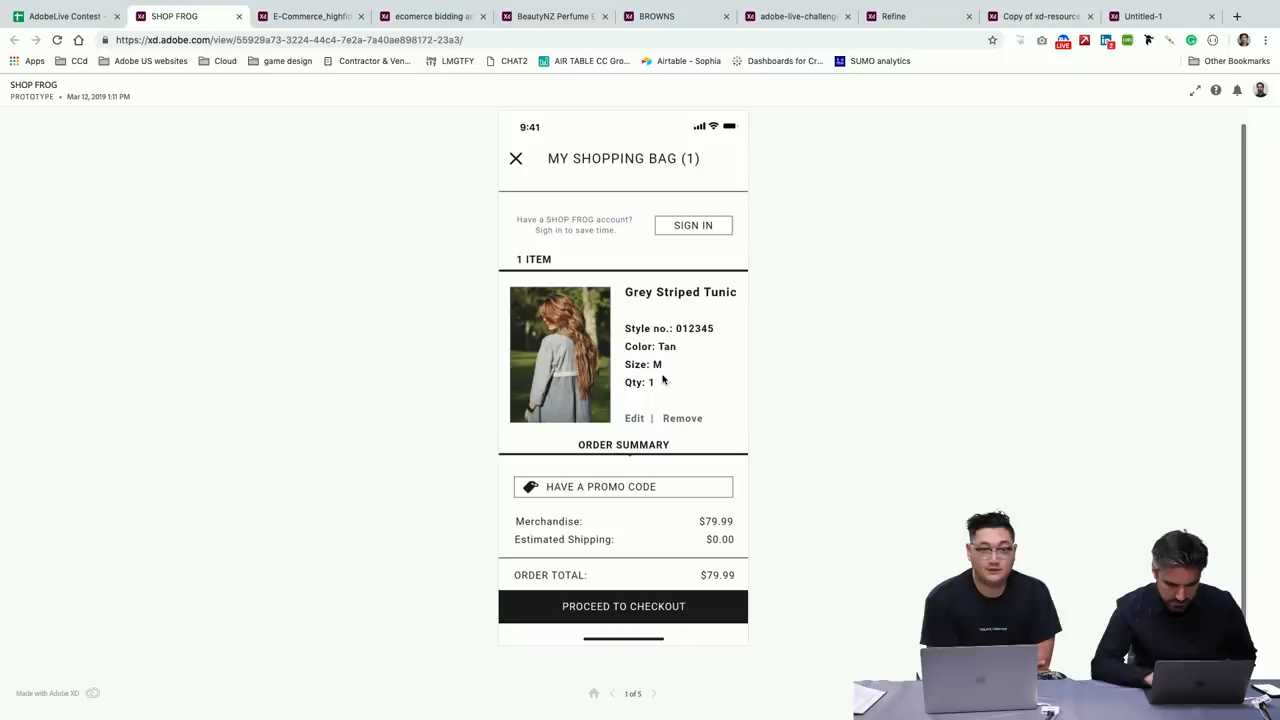 AdobeLive Contest -
SHOP FROG
E-Commerce_highfid
ecomerce bidding ap
BeautyNZ Perfume E
BROWNS
adobe-live-challeng
Refine
Copy of xd-resource
Untitled-1
https://xd.adobe.com/view/55929a73-3224-44c4-7e2a-7a40ae898172-23a3/
LIVE
2
Apps
CCd
Adobe US websites
Cloud
game design
Contractor & Ven...
LMGTFY
CHAT2
AIR TABLE CC Gro...
Airtable - Sophia
Dashboards for Cr...
SUMO analytics
Other Bookmarks
SHOP FROG
PROTOTYPE • Mar 12, 2019 1:11 PM
9:41
MY SHOPPING BAG (1)
Have a SHOP FROG account?
Sigh in to save time.
SIGN IN
1 ITEM
Grey Striped Tunic
Style no.: 012345
Color: Tan
Size: M
Qty: 1
Edit | Remove
ORDER SUMMARY
HAVE A PROMO CODE
Merchandise: $79.99
Estimated Shipping: $0.00
ORDER TOTAL: $79.99
PROCEED TO CHECKOUT
Made with Adobe XD
1 of 5